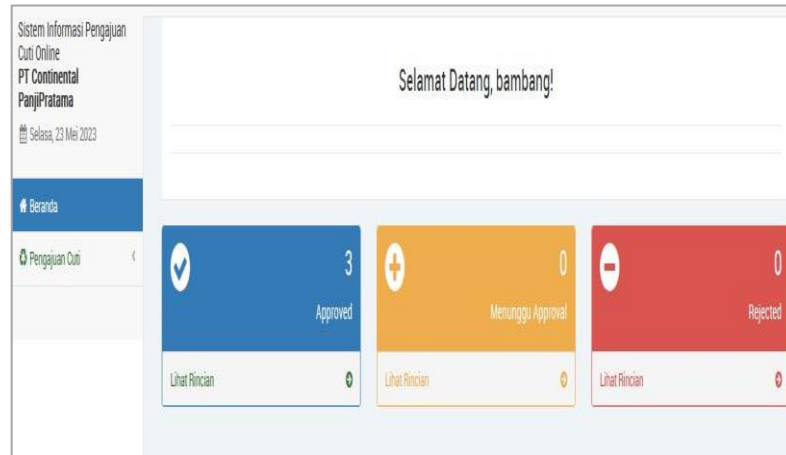 Sistem Informasi Pengajuan
Cuti Online
PT Continental
PanjiPratama
Selasa, 23 Mei 2023
Beranda
Pengajuan Cuti
Selamat Datang, bambang!
3
Approved
Lihat Rincian
0
Menunggu Approval
Lihat Rincian
0
Rejected
Lihat Rincian